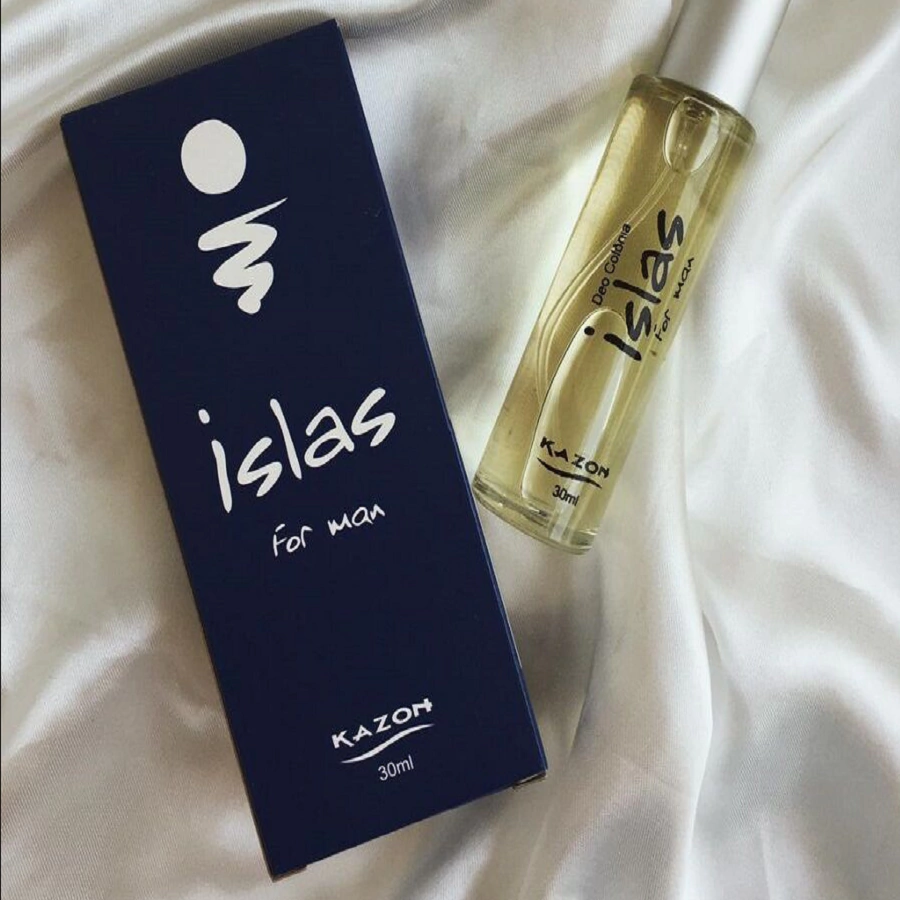 islas
For man
KAZON
30ml
Deo Colônia
islas
For man
KAZON
30ml